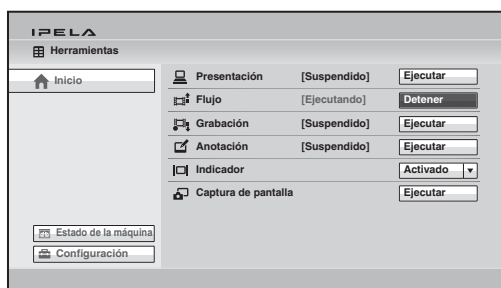 IPELA
Herramientas
Inicio
Presentación [Suspendido] Ejecutar
Flujo [Ejecutando] Detener
Grabación [Suspendido] Ejecutar
Anotación [Suspendido] Ejecutar
Indicador Activado
Captura de pantalla Ejecutar
Estado de la máquina
Configuración